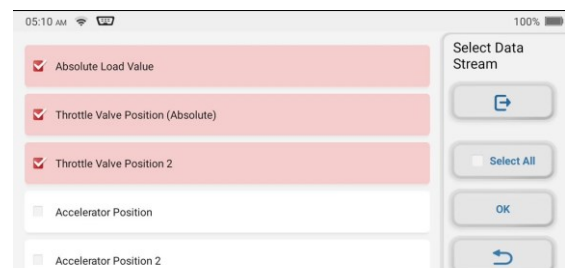 05:10 AM
100%
Select Data
Stream
Absolute Load Value
Throttle Valve Position (Absolute)
Throttle Valve Position 2
Select All
Accelerator Position
OK
Accelerator Position 2